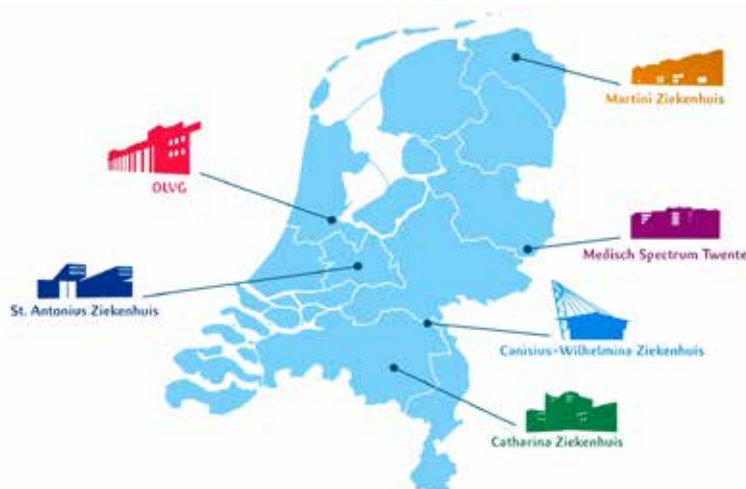 Martini Ziekenhuis
OLVG
Medisch Spectrum Twente
St. Antonius Ziekenhuis
Canisius-Wilhelmina Ziekenhuis
Catharina Ziekenhuis